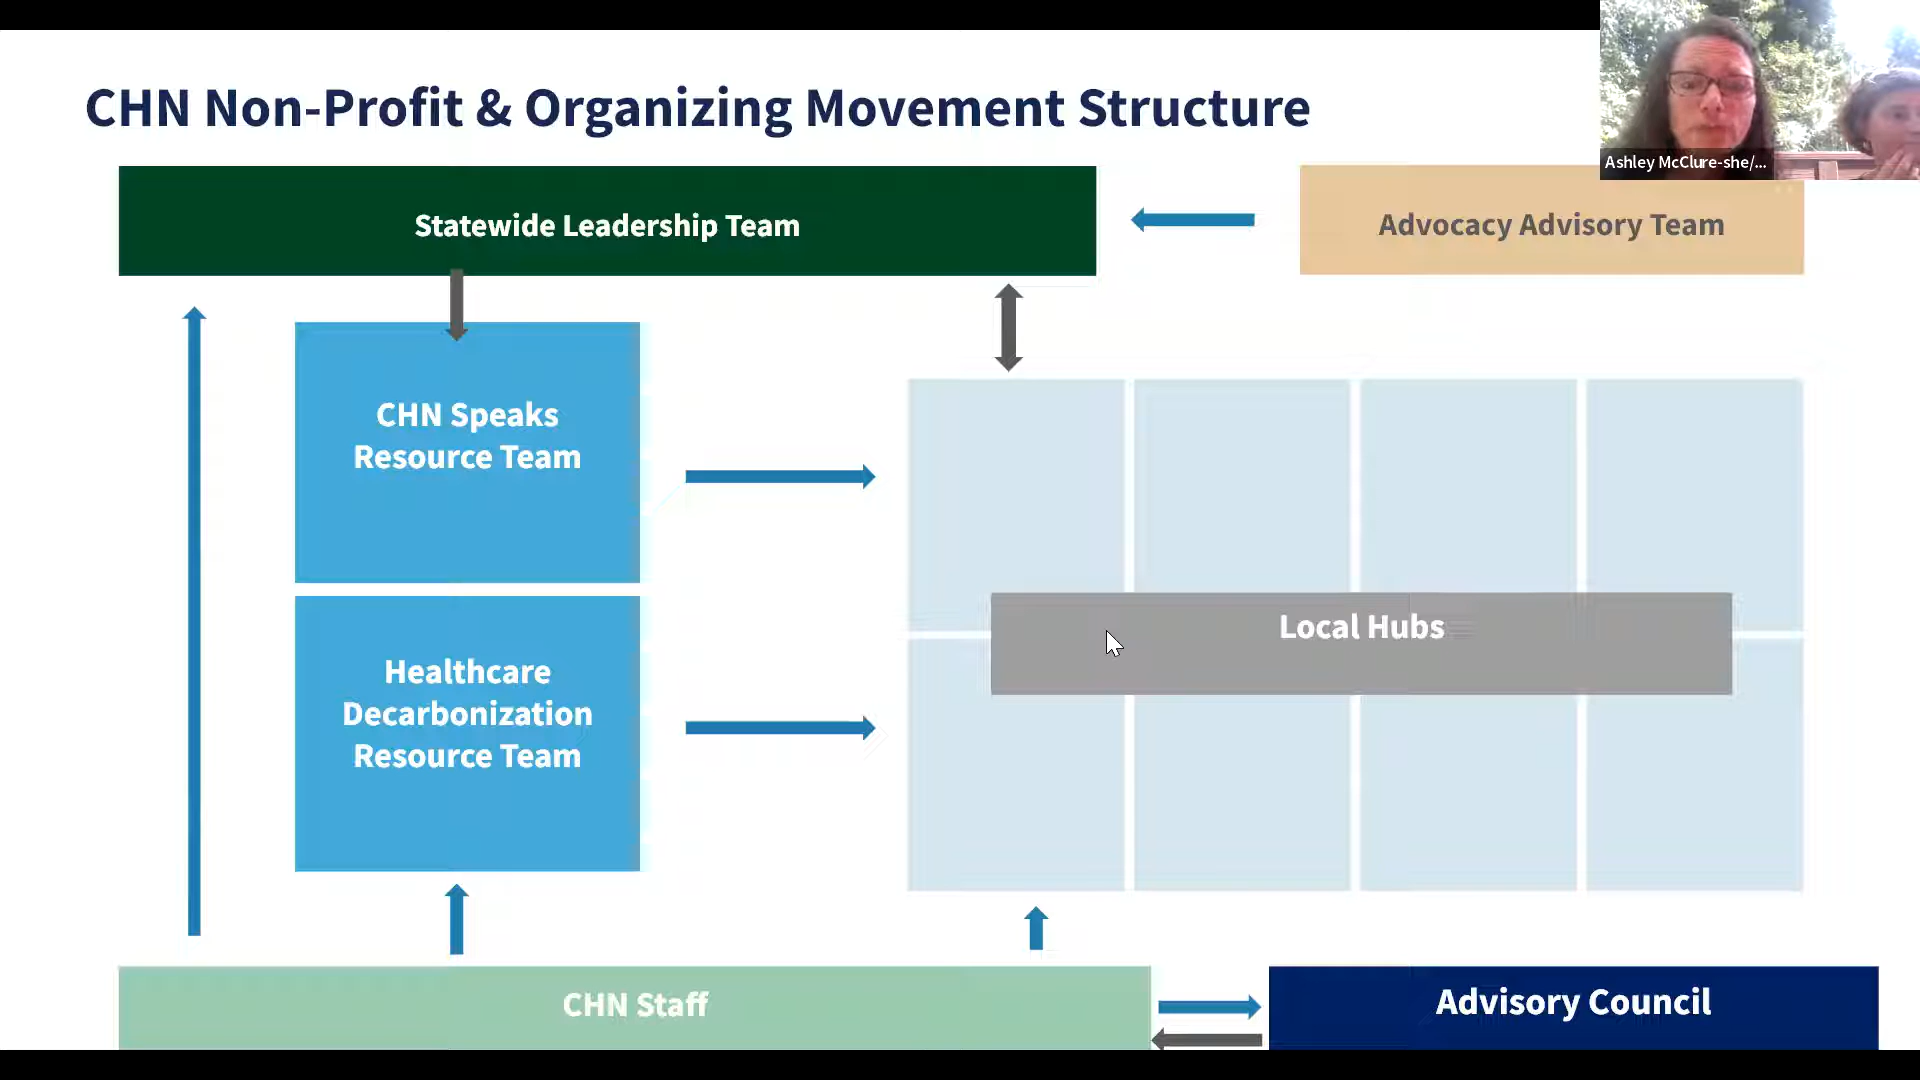 CHN Non-Profit & Organizing Movement Structure
Ashley McClure-she/...
Statewide Leadership Team
Advocacy Advisory Team
CHN Speaks
Resource Team
Local Hubs
Healthcare
Decarbonization
Resource Team
CHN Staff
Advisory Council